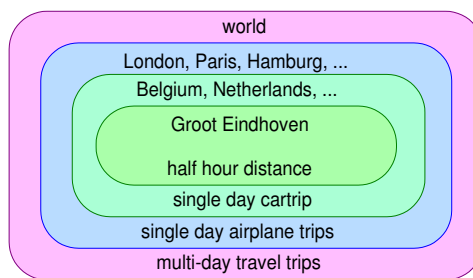 world
London, Paris, Hamburg, ...
Belgium, Netherlands, ...
Groot Eindhoven
half hour distance
single day cartrip
single day airplane trips
multi-day travel trips